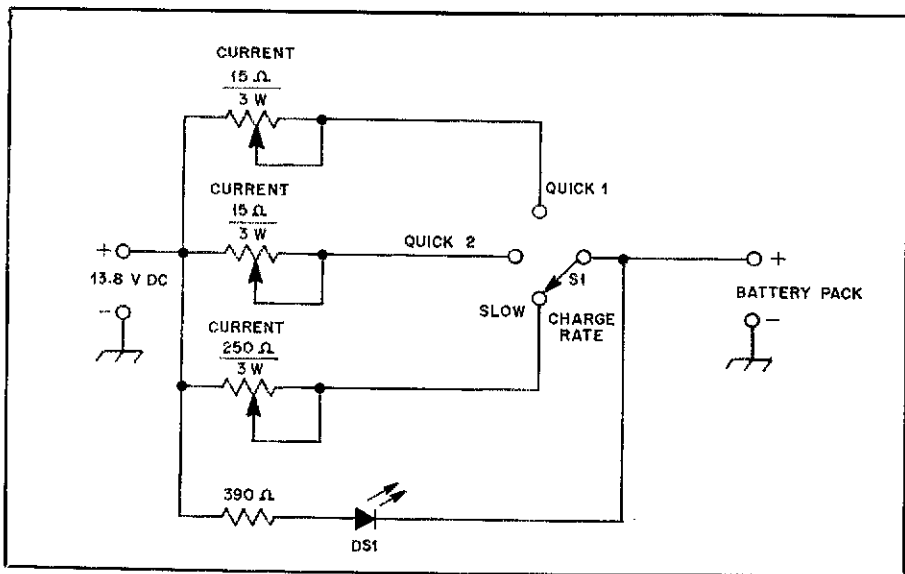 CURRENT
15 Ω
3 W
QUICK 1
CURRENT
15 Ω
3 W
QUICK 2
+
13.8 V DC
-
S1
SLOW
CHARGE
RATE
+
BATTERY PACK
-
CURRENT
250 Ω
3 W
390 Ω
DS1